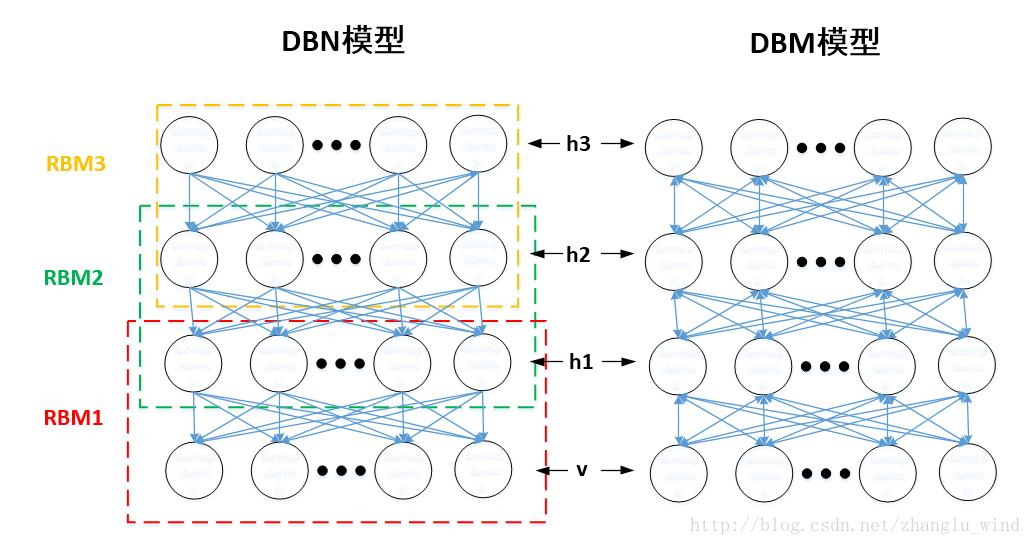 DBN模型
DBM模型
RBM3
h3
RBM2
h2
RBM1
h1
v
http://blog.csdn.net/zhanglu_wind